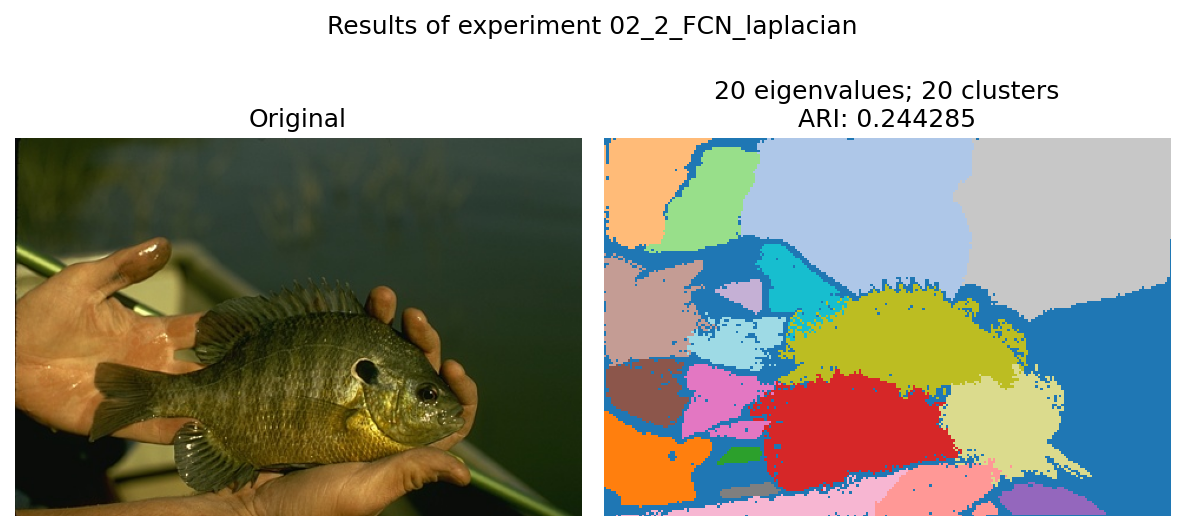 Results of experiment 02_2_FCN_laplacian
Original
20 eigenvalues; 20 clusters
ARI: 0.244285